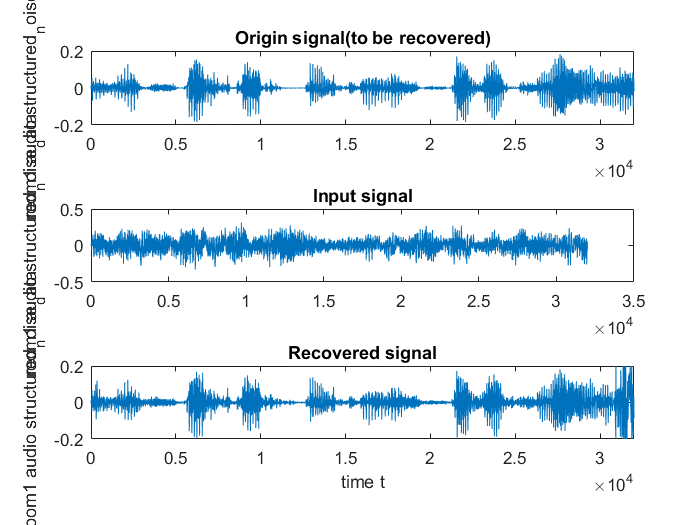 Origin signal(to be recovered)
0.2
0
-0.2
0 0.5 1 1.5 2 2.5 3
×10^4
Input signal
0.5
0
-0.5
0 0.5 1 1.5 2 2.5 3 3.5
×10^4
Recovered signal
0.2
0
-0.2
0 0.5 1 1.5 2 2.5 3
×10^4
time t
audio structured